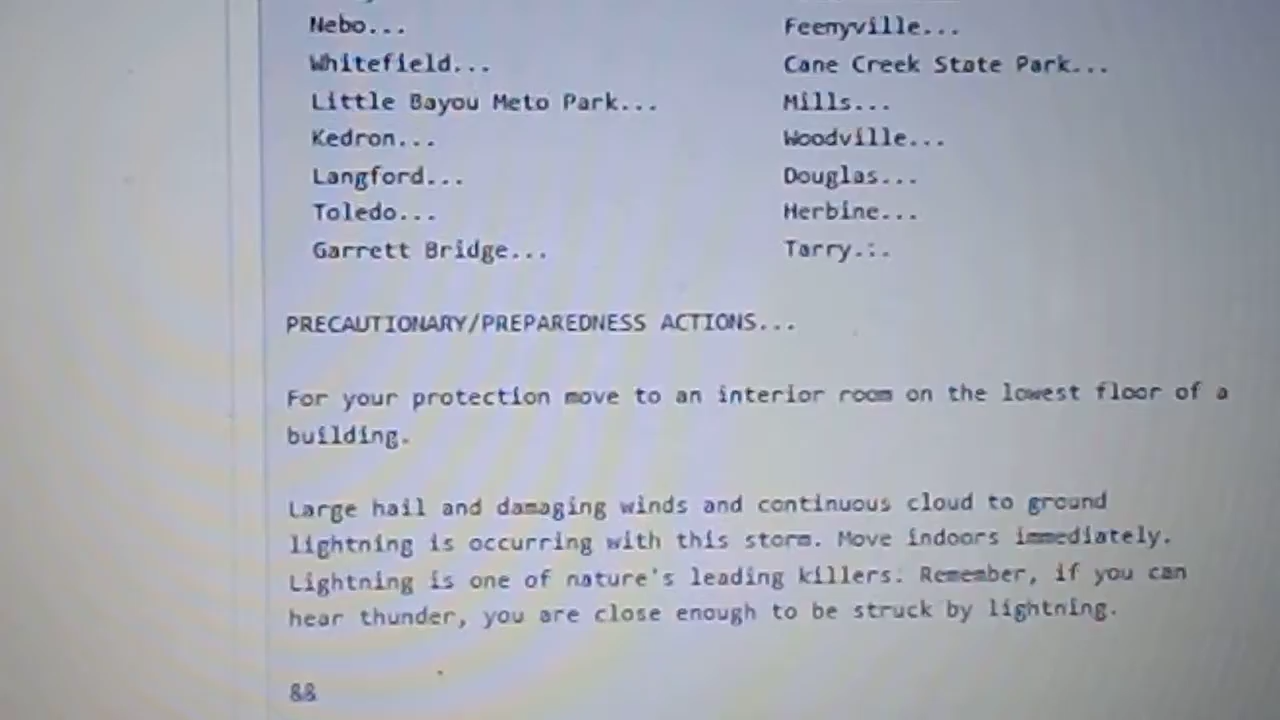 Nebo... Feenyville...
Whitefield... Cane Creek State Park...
Little Bayou Meto Park... Mills...
Kedron... Woodville...
Langford... Douglas...
Toledo... Herbine...
Garrett Bridge... Tarry...
PRECAUTIONARY/PREPAREDNESS ACTIONS...
For your protection move to an interior room on the lowest floor of a
building.
Large hail and damaging winds and continuous cloud to ground
lightning is occurring with this storm. Move indoors immediately.
Lightning is one of nature's leading killers. Remember, if you can
hear thunder, you are close enough to be struck by lightning.
&&